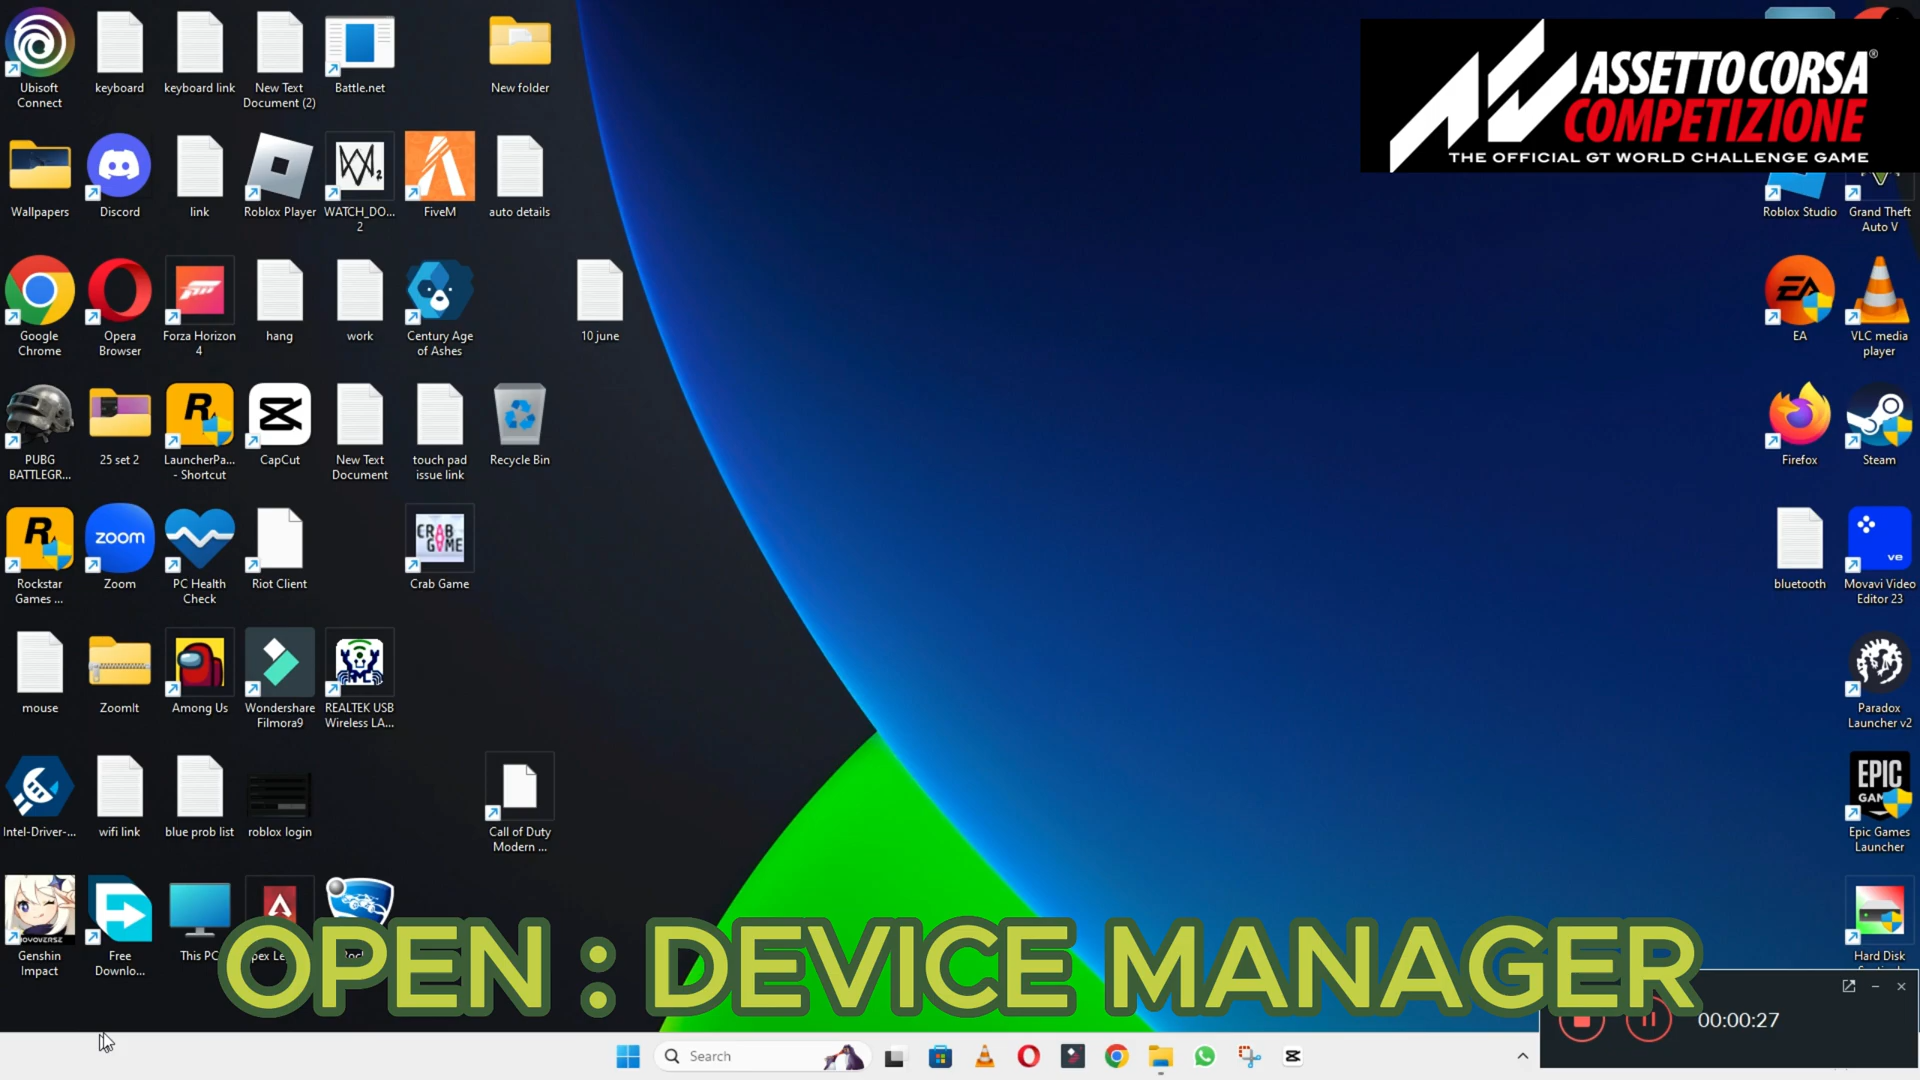 Ubisoft
Connect
keyboard
keyboard link
New Text
Document (2)
Battle.net
New folder
ASSETTO CORSA®
COMPETIZIONE
THE OFFICIAL GT WORLD CHALLENGE GAME
Wallpapers
Discord
link
Roblox Player
WATCH_DO...
2
FiveM
auto details
Roblox Studio
Grand Theft
Auto V
Google
Chrome
Opera
Browser
Forza Horizon
4
hang
work
Century Age
of Ashes
10 june
EA
EA
VLC media
player
PUBG
BATTLEGR...
25 set 2
LauncherPa...
- Shortcut
CapCut
New Text
Document
touch pad
issue link
Recycle Bin
Firefox
Steam
Rockstar
Games ...
zoom
Zoom
PC Health
Check
Riot Client
CRAB
GAME
Crab Game
bluetooth
ve
Movavi Video
Editor 23
mouse
ZoomIt
Among Us
Wondershare
Filmora9
REALTEK USB
Wireless LA...
Paradox
Launcher v2
Intel-Driver-...
wifi link
blue prob list
roblox login
Call of Duty
Modern ...
EPIC
GAM
Epic Games
Launcher
Genshin
Impact
Free
Downlo...
This PC
Hard Disk
OPEN : DEVICE MANAGER
00:00:27
Search